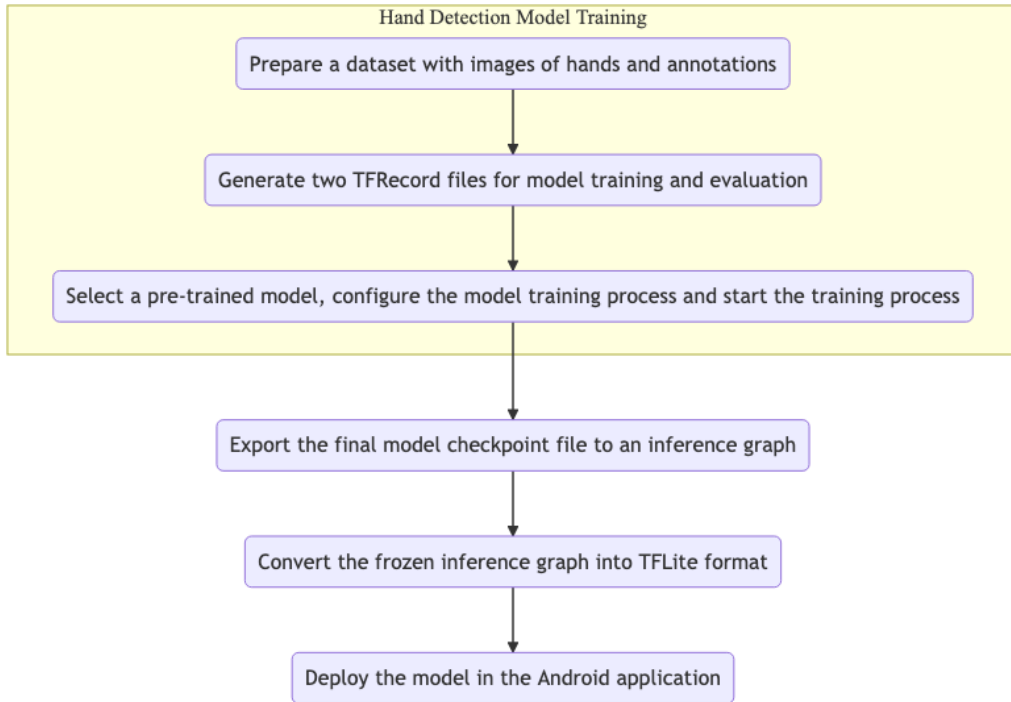 Hand Detection Model Training
Prepare a dataset with images of hands and annotations
Generate two TFRecord files for model training and evaluation
Select a pre-trained model, configure the model training process and start the training process
Export the final model checkpoint file to an inference graph
Convert the frozen inference graph into TFLite format
Deploy the model in the Android application